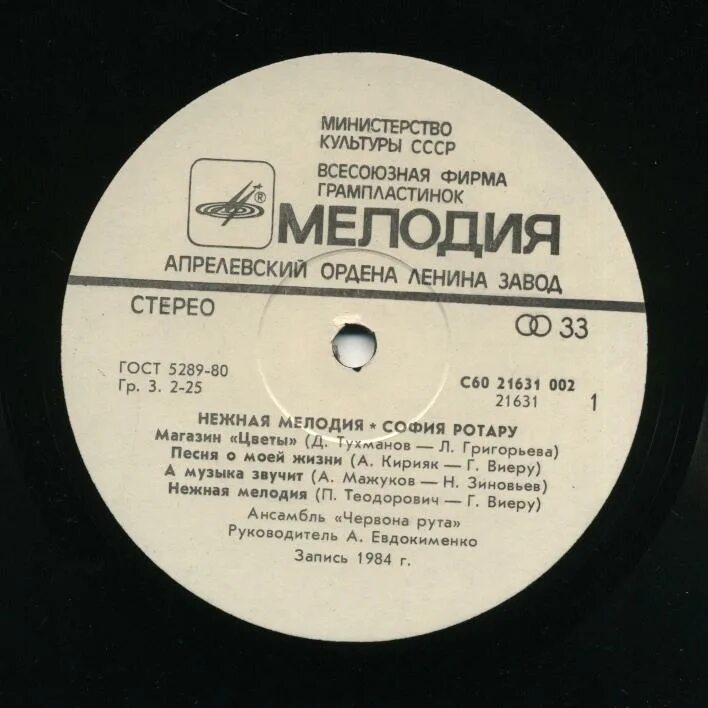 МИНИСТЕРСТВО
КУЛЬТУРЫ СССР
ВСЕСОЮЗНАЯ ФИРМА
ГРАМПЛАСТИНОК
®
МЕЛОДИЯ
АПРЕЛЕВСКИЙ ОРДЕНА ЛЕНИНА ЗАВОД
СТЕРЕО
33
ГОСТ 5289-80
Гр. 3. 2-25
С60 21631 002
21631
1
НЕЖНАЯ МЕЛОДИЯ * СОФИЯ РОТАРУ
Магазин «Цветы» (Д. Тухманов — Л. Григорьева)
Песня о моей жизни (А. Кирияк — Г. Виеру)
А музыка звучит (А. Мажуков — Н. Зиновьев)
Нежная мелодия (П. Теодорович — Г. Виеру)
Ансамбль «Червона рута»
Руководитель А. Евдокименко
Запись 1984 г.